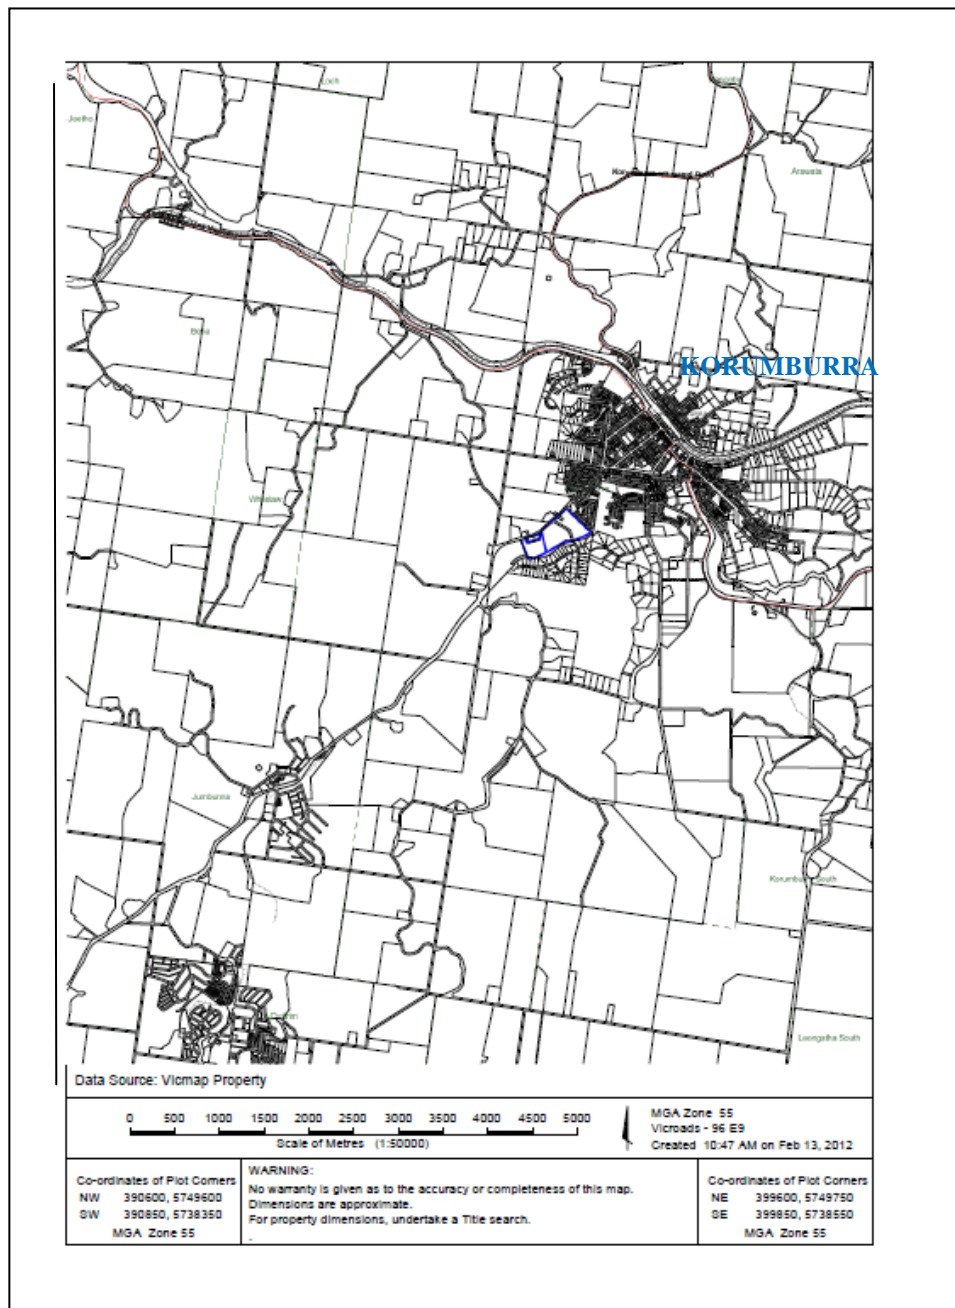 Loch
Jeetho
Arawata
KORUMBURRA
Bena
Whitelaw
Jumbunna
Korumburra South
Leongatha South
Data Source: Vicmap Property
0 500 1000 1500 2000 2500 3000 3500 4000 4500 5000
Scale of Metres (1:50000)
MGA Zone 55
Vicroads - 96 E9
Created 10:47 AM on Feb 13, 2012
Co-ordinates of Plot Corners
NW 390600, 5749600
SW 390850, 5738350
MGA Zone 55
WARNING:
No warranty is given as to the accuracy or completeness of this map.
Dimensions are approximate.
For property dimensions, undertake a Title search.
Co-ordinates of Plot Corners
NE 399600, 5749750
SE 399850, 5738550
MGA Zone 55